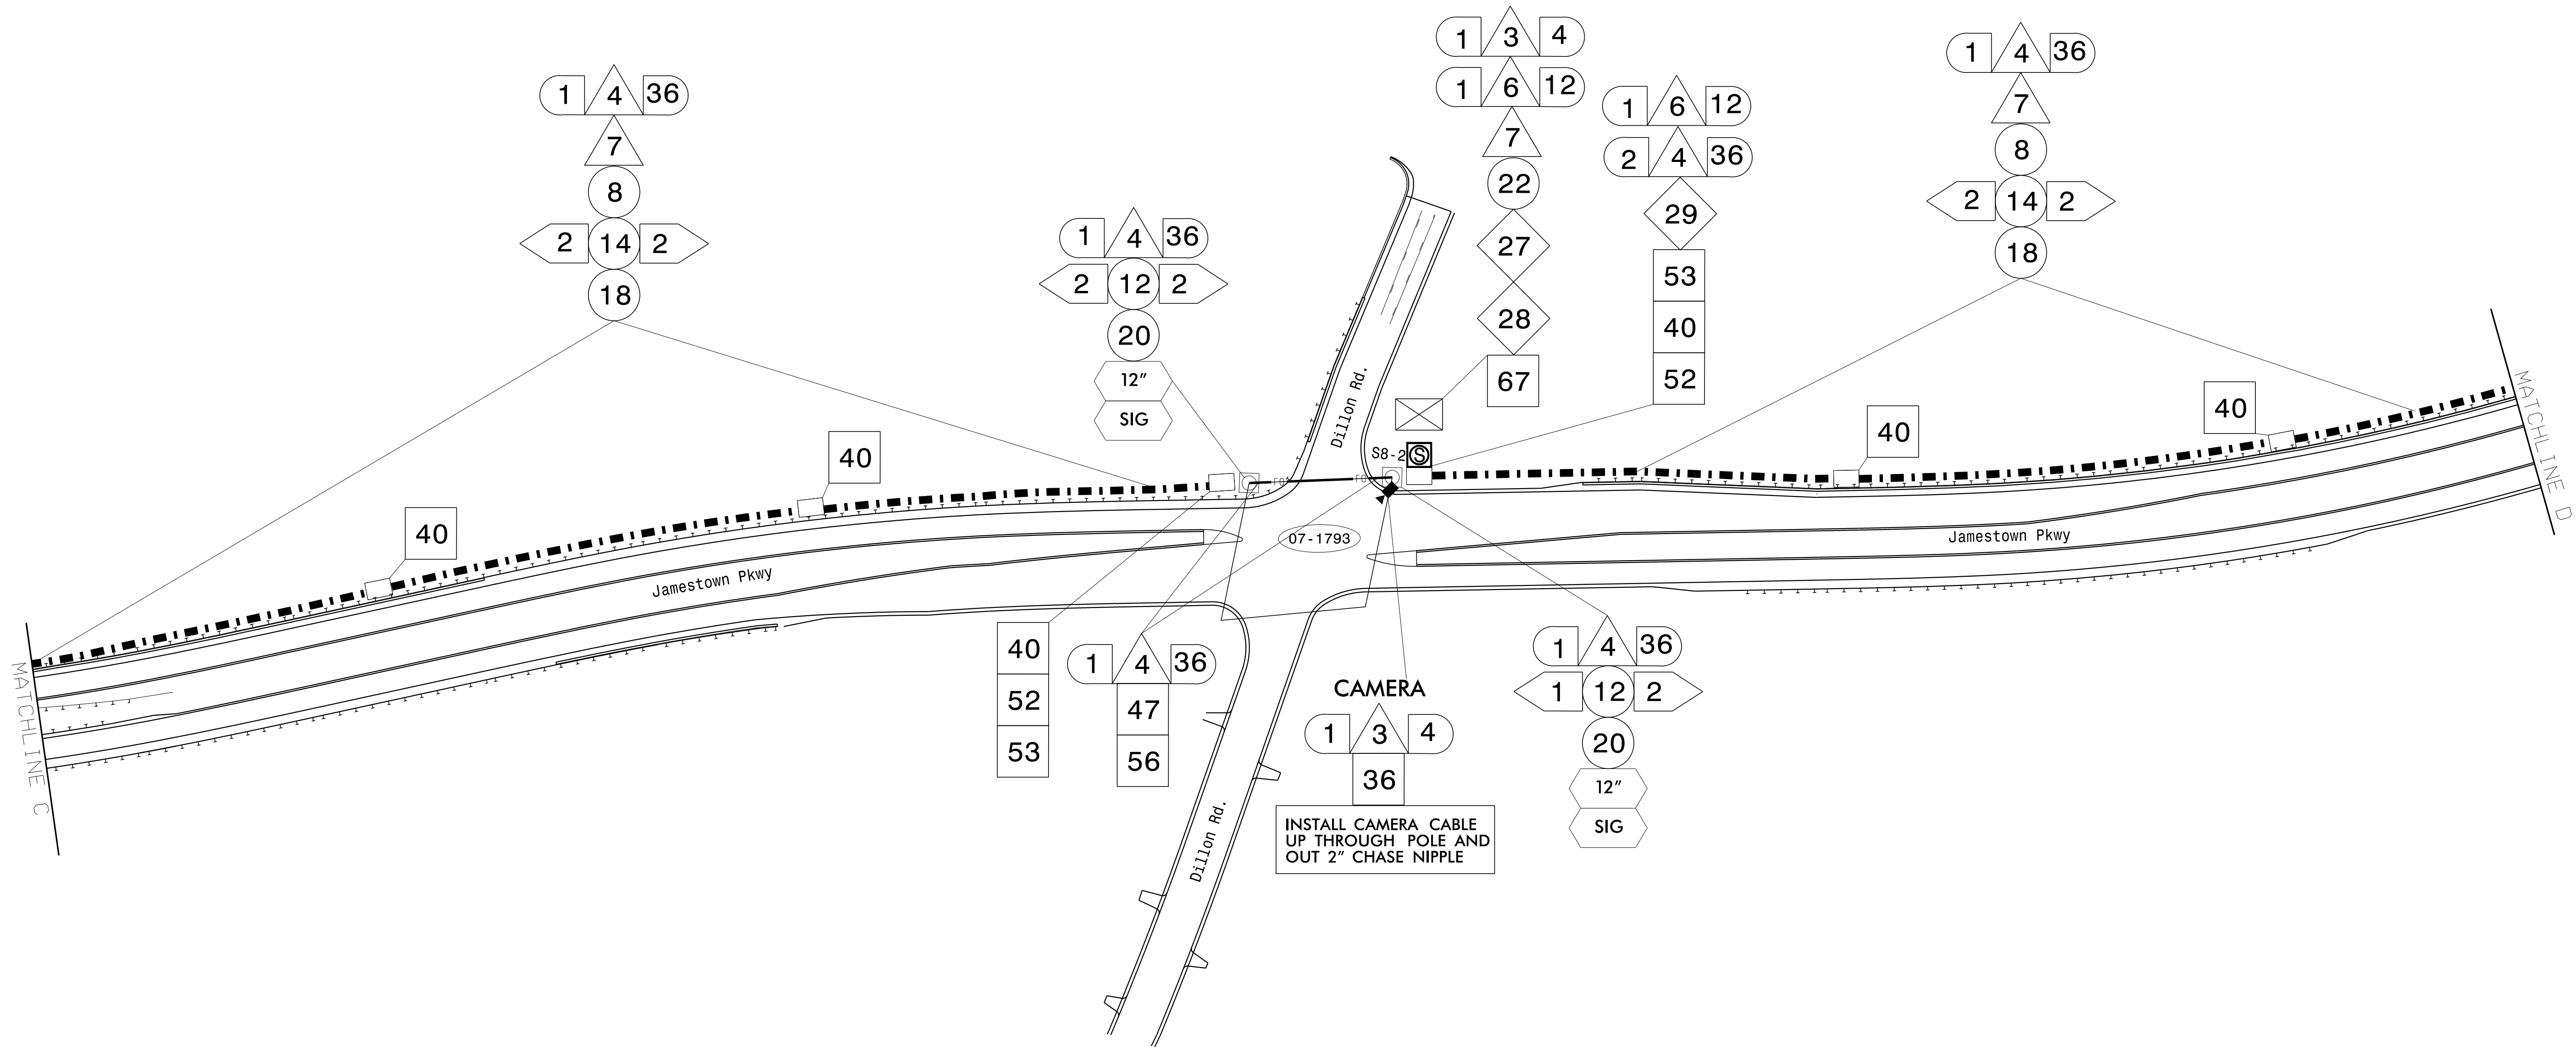 1 4 36
7
8
2 14 2
18
1 4 36
2 12 2
20
12"
SIG
1 3 4
1 6 12
7
22
27
28
67
1 6 12
2 4 36
29
53
40
52
1 4 36
7
8
2 14 2
18
40
40
40
40
Dillon Rd.
S8-2
S
FO
FO
07-1793
Jamestown Pkwy
Jamestown Pkwy
MATCHLINE C
MATCHLINE D
40
52
53
1 4 36
47
56
CAMERA
1 3 4
36
INSTALL CAMERA CABLE
UP THROUGH POLE AND
OUT 2" CHASE NIPPLE
1 4 36
1 12 2
20
12"
SIG
Dillon Rd.